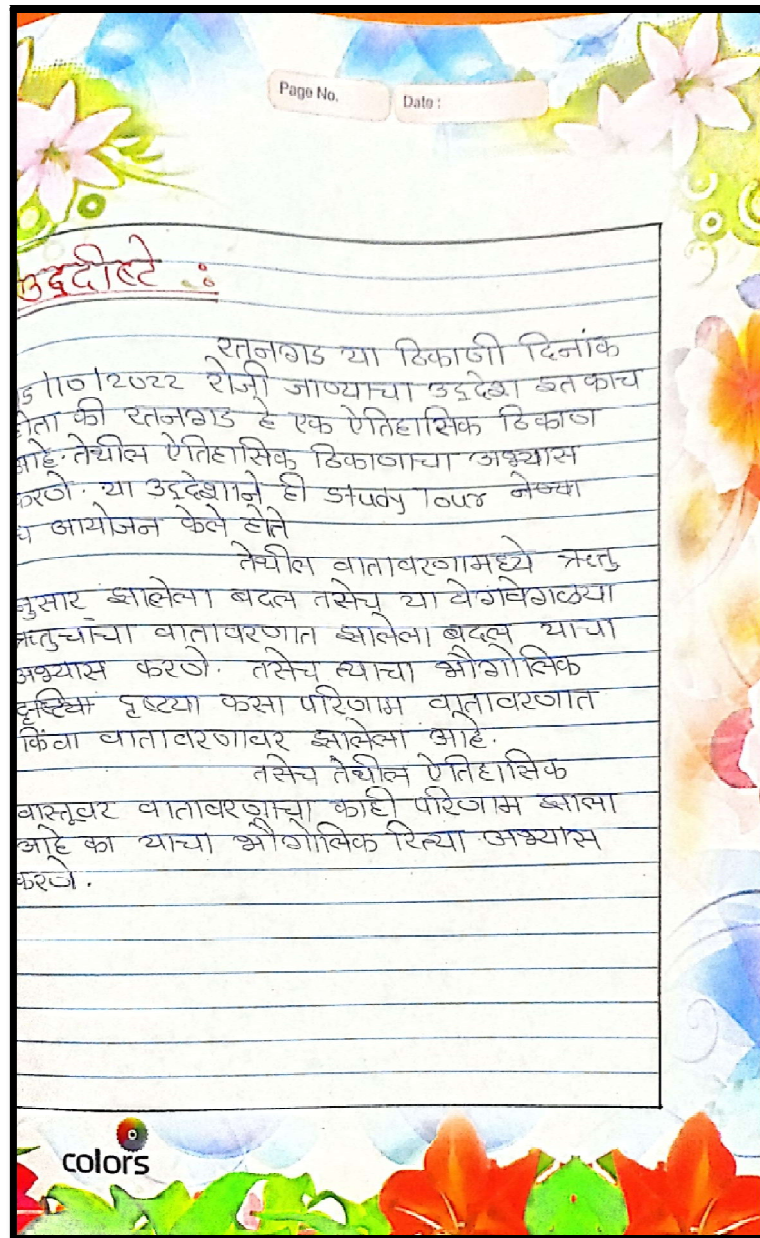 Page No.
Date :
उद्ददीष्टे :
रतनगड या ठिकाणी दिनांक
/10/2022 रोजी जाण्याचा उद्देश इतकाच
होता की रतनगड हे एक ऐतिहासिक ठिकाण
आहे. तेथील ऐतिहासिक ठिकाणाचा अभ्यास
करणे. या उद्देशाने ही Study Tour नेण्या
आयोजन केले होते
तेथील वातावरणामध्ये ऋतु
नुसार झालेला बदल तसेच या वेगवेगळ्या
ऋतुचांचा वातावरणात झालेला बदल याचा
अभ्यास करणे. तसेच त्याचा भौगोलिक
दृष्ट्या कसा परिणाम वातावरणात
किंवा वातावरणावर झालेला आहे.
तसेच तेथील ऐतिहासिक
वास्तूवर वातावरणाचा काही परिणाम झाला
आहे का याचा भौगोलिक रित्या अभ्यास
करणे.
colors